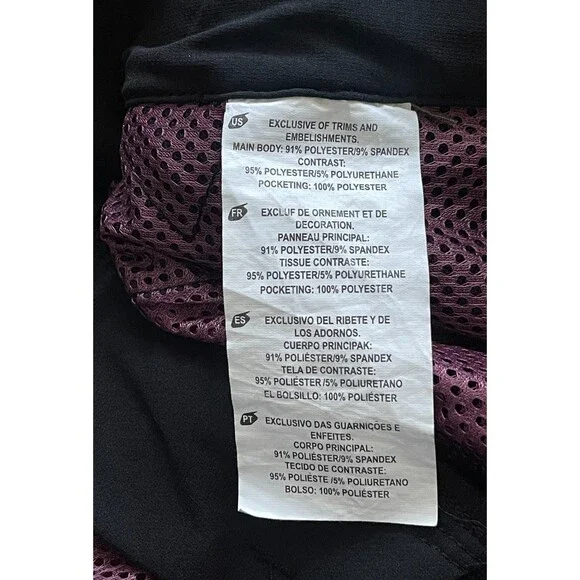 US EXCLUSIVE OF TRIMS AND
EMBELISHMENTS.
MAIN BODY: 91% POLYESTER/9% SPANDEX
CONTRAST:
95% POLYESTER/5% POLYURETHANE
POCKETING: 100% POLYESTER
FR EXCLUF DE ORNEMENT ET DE
DECORATION.
PANNEAU PRINCIPAL:
91% POLYESTER/9% SPANDEX
TISSUE CONTRASTE:
95% POLYESTER/5% POLYURETHANE
POCKETING: 100% POLYESTER
ES EXCLUSIVO DEL RIBETE Y DE
LOS ADORNOS.
CUERPO PRINCIPAK:
91% POLIÉSTER/9% SPANDEX
TELA DE CONTRASTE:
95% POLIÉSTER /5% POLIURETANO
EL BOLSILLO: 100% POLIÉSTER
PT EXCLUSIVO DAS GUARNIÇOES E
ENFEITES.
CORPO PRINCIPAL:
91% POLIÉSTER/9% SPANDEX
TECIDO DE CONTRASTE:
95% POLIÉSTE /5% POLIURETANO
BOLSO: 100% POLIÉSTER